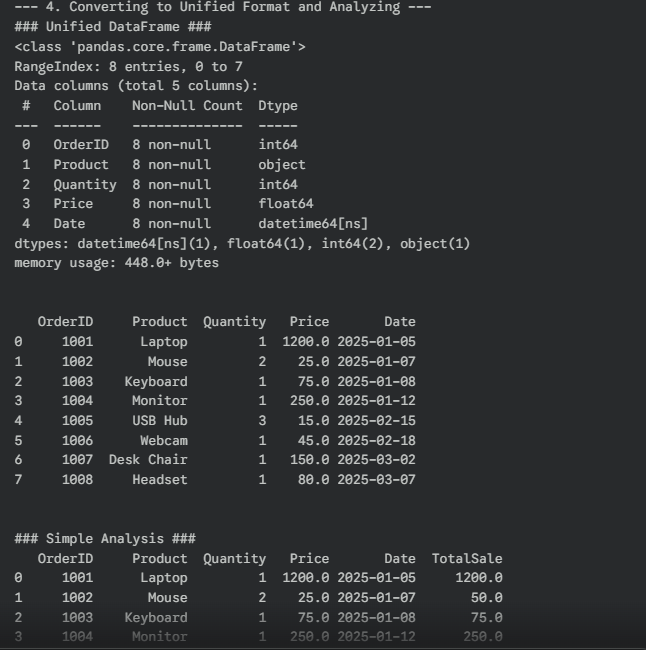 --- 4. Converting to Unified Format and Analyzing ---
### Unified DataFrame ###
<class 'pandas.core.frame.DataFrame'>
RangeIndex: 8 entries, 0 to 7
Data columns (total 5 columns):
 #   Column    Non-Null Count  Dtype
---  ------    --------------  -----
 0   OrderID   8 non-null      int64
 1   Product   8 non-null      object
 2   Quantity  8 non-null      int64
 3   Price     8 non-null      float64
 4   Date      8 non-null      datetime64[ns]
dtypes: datetime64[ns](1), float64(1), int64(2), object(1)
memory usage: 448.0+ bytes
   OrderID     Product  Quantity   Price       Date
0     1001      Laptop         1  1200.0 2025-01-05
1     1002       Mouse         2    25.0 2025-01-07
2     1003    Keyboard         1    75.0 2025-01-08
3     1004     Monitor         1   250.0 2025-01-12
4     1005     USB Hub         3    15.0 2025-02-15
5     1006      Webcam         1    45.0 2025-02-18
6     1007  Desk Chair         1   150.0 2025-03-02
7     1008     Headset         1    80.0 2025-03-07
### Simple Analysis ###
   OrderID     Product  Quantity   Price       Date  TotalSale
0     1001      Laptop         1  1200.0 2025-01-05     1200.0
1     1002       Mouse         2    25.0 2025-01-07       50.0
2     1003    Keyboard         1    75.0 2025-01-08       75.0
3     1004     Monitor         1   250.0 2025-01-12      250.0